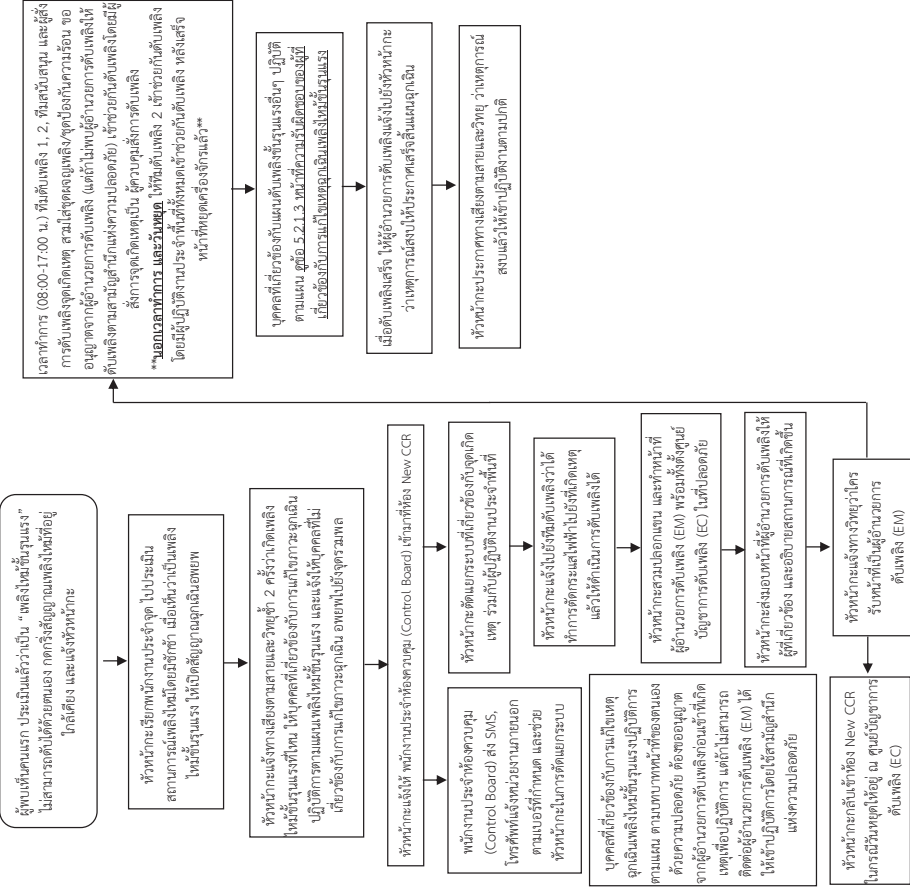 ผู้พบเห็นคนแรก ประเมินแล้วว่าเป็น “เพลิงไหม้ขั้นรุนแรง”
ไม่สามารถดับได้ด้วยตนเอง กดกริ่งสัญญาณเพลิงไหม้ที่อยู่
ใกล้เคียง และแจ้งหัวหน้ากะ
หัวหน้ากะเรียกพนักงานประจำจุด ไปประเมิน
สถานการณ์เพลิงไหม้โดยมิชักช้า เมื่อเห็นว่าเป็นเพลิง
ไหม้ขั้นรุนแรง ให้เปิดสัญญาณฉุกเฉินอพยพ
หัวหน้ากะแจ้งทางเสียงตามสายและวิทยุซ้ำ 2 ครั้งว่าเกิดเพลิง
ไหม้ขั้นรุนแรงที่ไหน ให้บุคคลที่เกี่ยวข้องกับการแก้ไขภาวะฉุกเฉิน
ปฏิบัติการตามแผนเพลิงไหม้ขั้นรุนแรง และแจ้งให้บุคคลที่ไม่
เกี่ยวข้องกับการแก้ไขภาวะฉุกเฉิน อพยพไปยังจุดรวมพล
หัวหน้ากะแจ้งให้ พนักงานประจำห้องควบคุม (Control Board) เข้ามาที่ห้อง New CCR
พนักงานประจำห้องควบคุม
(Control Board) ส่ง SMS,
โทรศัพท์แจ้งหน่วยงานภายนอก
ตามเบอร์ที่กำหนด และช่วย
หัวหน้ากะในการตัดแยกระบบ
หัวหน้ากะตัดแยกระบบที่เกี่ยวข้องกับจุดเกิด
เหตุ ร่วมกับผู้ปฏิบัติงานประจำพื้นที่
หัวหน้ากะแจ้งไปยังทีมดับเพลิงว่าได้
ทำการตัดกระแสไฟฟ้าไปยังที่เกิดเหตุ
แล้วให้ดำเนินการดับเพลิงได้
บุคคลที่เกี่ยวข้องกับการแก้ไขเหตุ
ฉุกเฉินเพลิงไหม้ขั้นรุนแรงปฏิบัติการ
ตามแผน ตามบทบาทหน้าที่ของตนเอง
ด้วยความปลอดภัย ต้องขออนุญาต
จากผู้อำนวยการดับเพลิงก่อนเข้าที่เกิด
เหตุเพื่อปฏิบัติการ แต่ถ้าไม่สามารถ
ติดต่อผู้อำนวยการดับเพลิง (EM) ได้
ให้เข้าปฏิบัติการโดยใช้สามัญสำนึก
แห่งความปลอดภัย
หัวหน้ากะสวมปลอกแขน และทำหน้าที่
ผู้อำนวยการดับเพลิง (EM) พร้อมทั้งตั้งศูนย์
บัญชาการดับเพลิง (EC) ในที่ปลอดภัย
หัวหน้ากะส่งมอบหน้าที่ผู้อำนวยการดับเพลิงให้
ผู้ที่เกี่ยวข้อง และอธิบายสถานการณ์ที่เกิดขึ้น
หัวหน้ากะแจ้งทางวิทยุว่าใคร
รับหน้าที่เป็นผู้อำนวยการ
ดับเพลิง (EM)
หัวหน้ากะกลับเข้าห้อง New CCR
ในกรณีวันหยุดให้อยู่ ณ ศูนย์บัญชาการ
ดับเพลิง (EC)
เวลาทำการ (08:00-17:00 น.) ทีมดับเพลิง 1, 2, ทีมสนับสนุน และผู้สั่ง
การดับเพลิงจุดเกิดเหตุ สวมใส่ชุดผจญเพลิง/ชุดป้องกันความร้อน ขอ
อนุญาตจากผู้อำนวยการดับเพลิง (แต่ถ้าไม่พบผู้อำนวยการดับเพลิงให้
ดับเพลิงตามสามัญสำนึกแห่งความปลอดภัย) เข้าช่วยกันดับเพลิงโดยมีผู้
สั่งการจุดเกิดเหตุเป็น ผู้ควบคุมสั่งการดับเพลิง
**นอกเวลาทำการ และวันหยุด ให้ทีมดับเพลิง 2 เข้าช่วยกันดับเพลิง
โดยมีผู้ปฏิบัติงานประจำพื้นที่ทั้งหมดเข้าช่วยกันดับเพลิง หลังเสร็จ
หน้าที่หยุดเครื่องจักรแล้ว**
บุคคลที่เกี่ยวข้องกับแผนดับเพลิงขั้นรุนแรงอื่นๆ ปฏิบัติ
ตามแผน ดูข้อ 5.2.1.3 หน้าที่ความรับผิดชอบของผู้ที่
เกี่ยวข้องกับการแก้ไขเหตุฉุกเฉินเพลิงไหม้ขั้นรุนแรง
เมื่อดับเพลิงเสร็จ ให้ผู้อำนวยการดับเพลิงแจ้งไปยังหัวหน้ากะ
ว่าเหตุการณ์สงบให้ประกาศเสร็จสิ้นแผนฉุกเฉิน
หัวหน้ากะประกาศทางเสียงตามสายและวิทยุ ว่าเหตุการณ์
สงบแล้วให้เข้าปฏิบัติงานตามปกติ